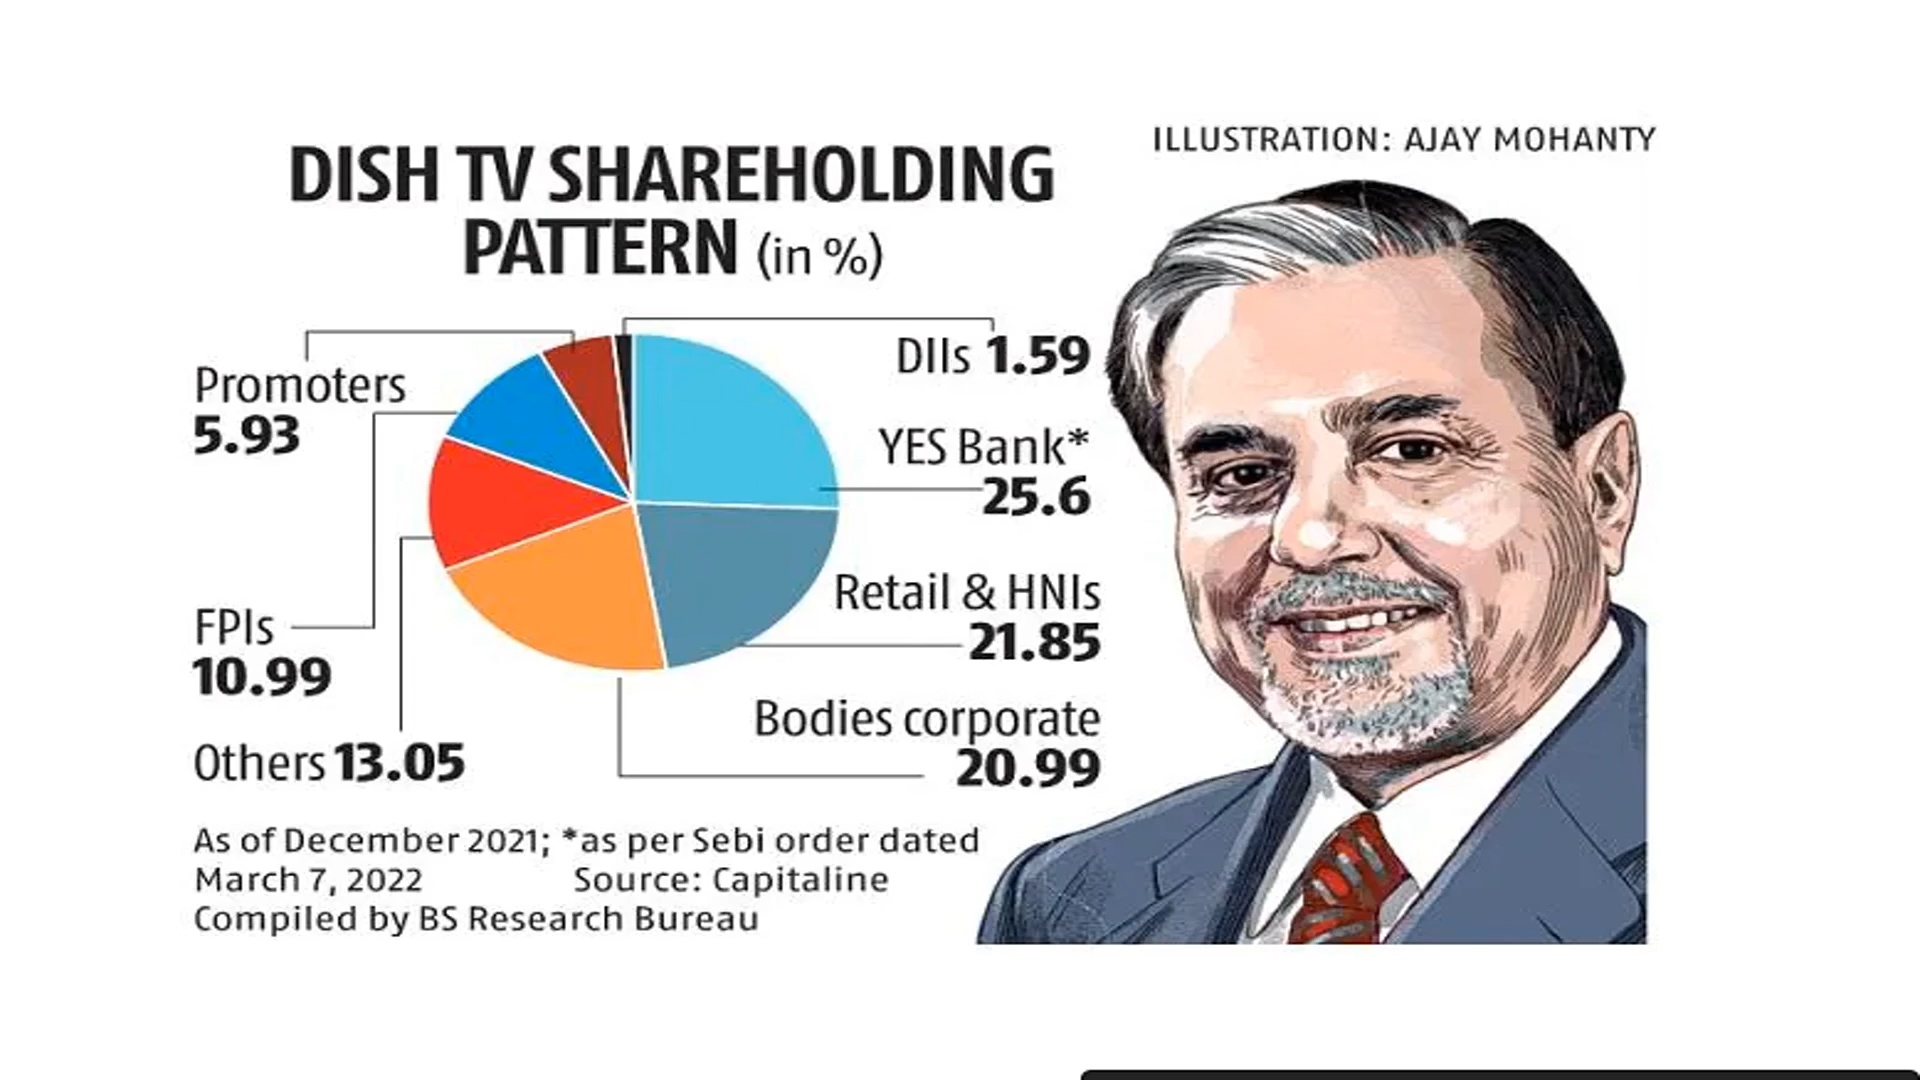 ILLUSTRATION: AJAY MOHANTY
DISH TV SHAREHOLDING
PATTERN (in %)
DIIs 1.59
YES Bank*
25.6
Retail & HNIs
21.85
Bodies corporate
20.99
Promoters
5.93
FPIs
10.99
Others 13.05
As of December 2021; *as per Sebi order dated
March 7, 2022 Source: Capitaline
Compiled by BS Research Bureau